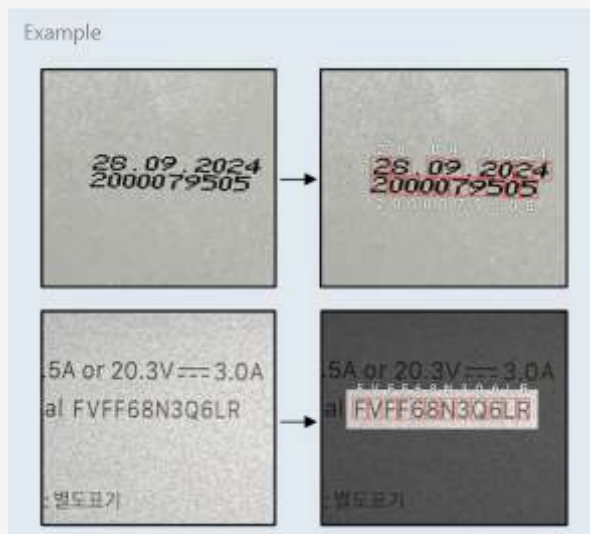 Example
28.09.2024
2000079505
28.09.2024
2000079505
.5A or 20.3V⎓3.0A
al FVFF68N3Q6LR
: 별도표기
.5A or 20.3V⎓3.0A
FVFF68N3Q6LR
al FVFF68N3Q6LR
: 별도표기